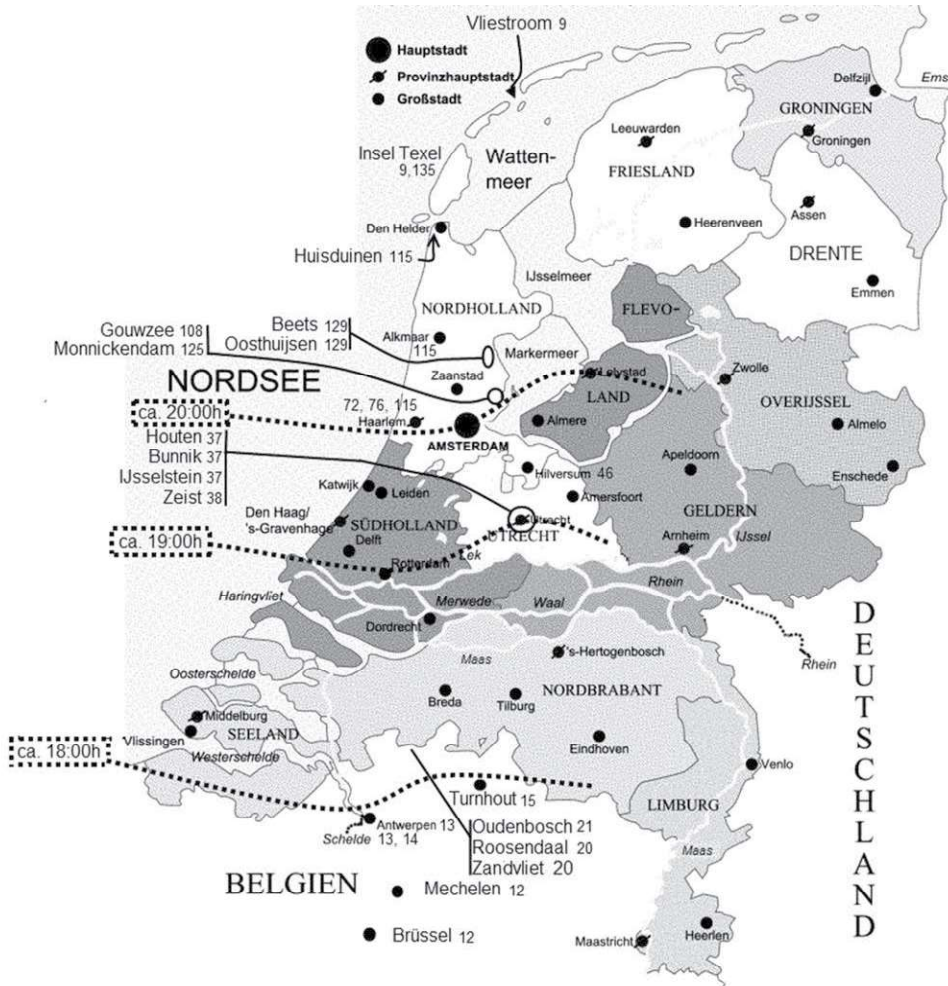 Vliestroom 9
Hauptstadt
Provinzhauptstadt
Großstadt
Delfzijl
Ems
GRONINGEN
Groningen
Leeuwarden
FRIESLAND
Insel Texel
9,135
Watten-
meer
Assen
Heerenveen
Den Helder
DRENTE
Huisduinen 115
IJsselmeer
Emmen
NORDHOLLAND
FLEVO-
Gouwzee 108
Monnickendam 125
Beets 129
Oosthuijsen 129
Alkmaar
115
Markermeer
Zaanstad
Lelystad
Zwolle
NORDSEE
LAND
OVERIJSSEL
72, 76, 115
ca. 20:00h
Haarlem
AMSTERDAM
Almere
Almelo
Houten 37
Bunnik 37
IJsselstein 37
Zeist 38
Hilversum 46
Apeldoorn
Enschede
Katwijk
Leiden
Amersfoort
GELDERN
Den Haag/
's-Gravenhage
SÜDHOLLAND
Utrecht
UTRECHT
IJssel
Delft
Arnheim
ca. 19:00h
Lek
Rotterdam
Rhein
Haringvliet
Merwede
Waal
Dordrecht
DEUTSCHLAND
Rhein
's-Hertogenbosch
Maas
Oosterschelde
NORDBRABANT
Breda
Tilburg
Middelburg
SEELAND
Vlissingen
Eindhoven
ca. 18:00h
Westerschelde
Venlo
Turnhout 15
LIMBURG
Antwerpen 13
Schelde 13, 14
Oudenbosch 21
Roosendaal 20
Zandvliet 20
Maas
BELGIEN
Mechelen 12
Brüssel 12
Maastricht
Heerlen